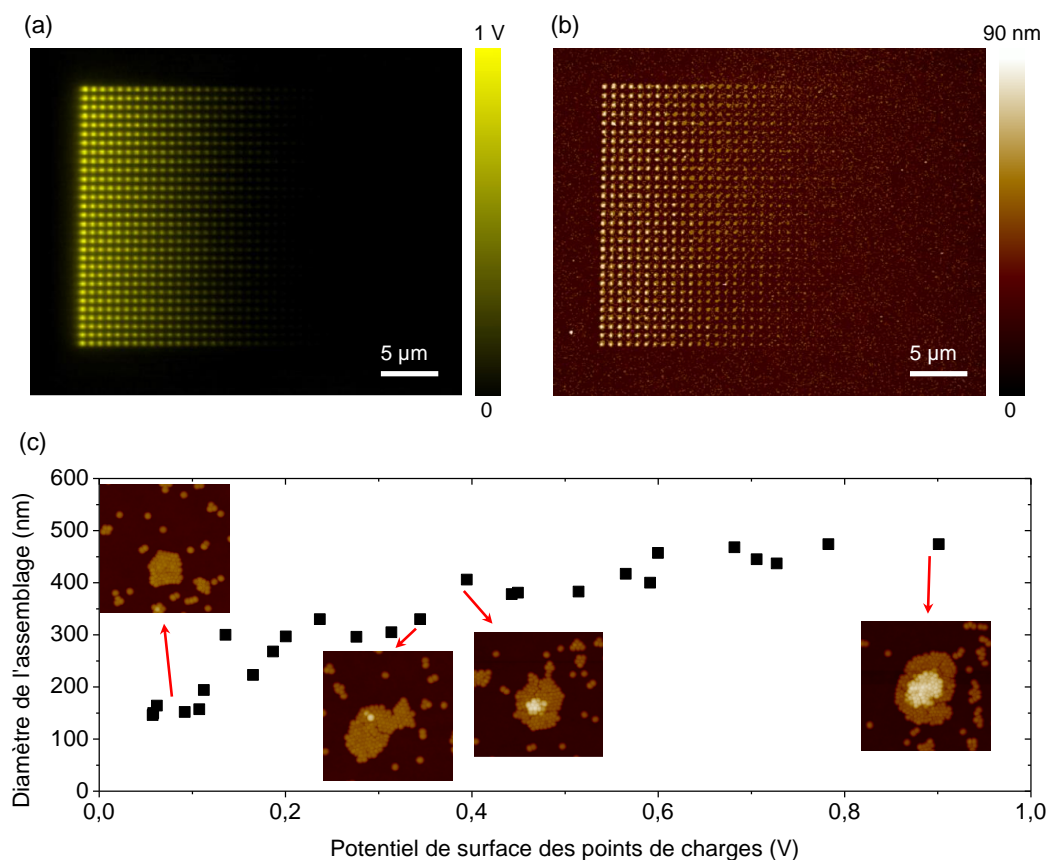 (a)
1 V
5 µm
0
(b)
90 nm
5 µm
0
(c)
Diamètre de l'assemblage (nm)
600
500
400
300
200
100
0
0,0
0,2
0,4
0,6
0,8
1,0
Potentiel de surface des points de charges (V)